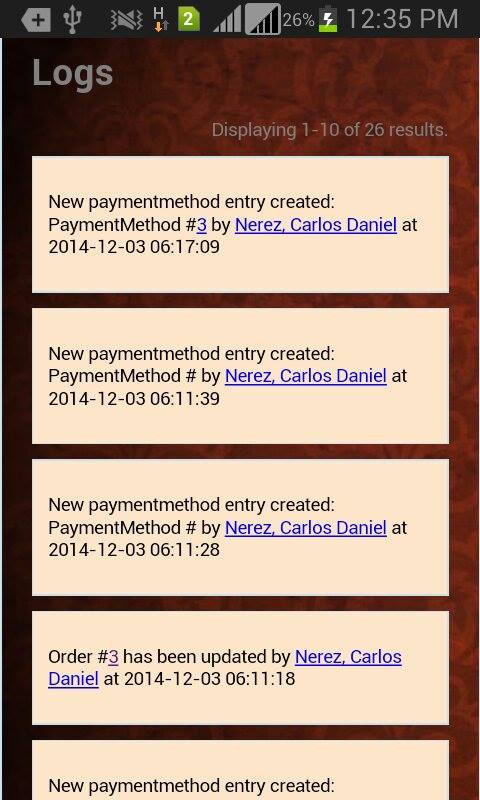 H
2
26%
12:35 PM
Logs
Displaying 1-10 of 26 results.
New paymentmethod entry created:
PaymentMethod #3 by Nerez, Carlos Daniel at
2014-12-03 06:17:09
New paymentmethod entry created:
PaymentMethod # by Nerez, Carlos Daniel at
2014-12-03 06:11:39
New paymentmethod entry created:
PaymentMethod # by Nerez, Carlos Daniel at
2014-12-03 06:11:28
Order #3 has been updated by Nerez, Carlos
Daniel at 2014-12-03 06:11:18
New paymentmethod entry created: